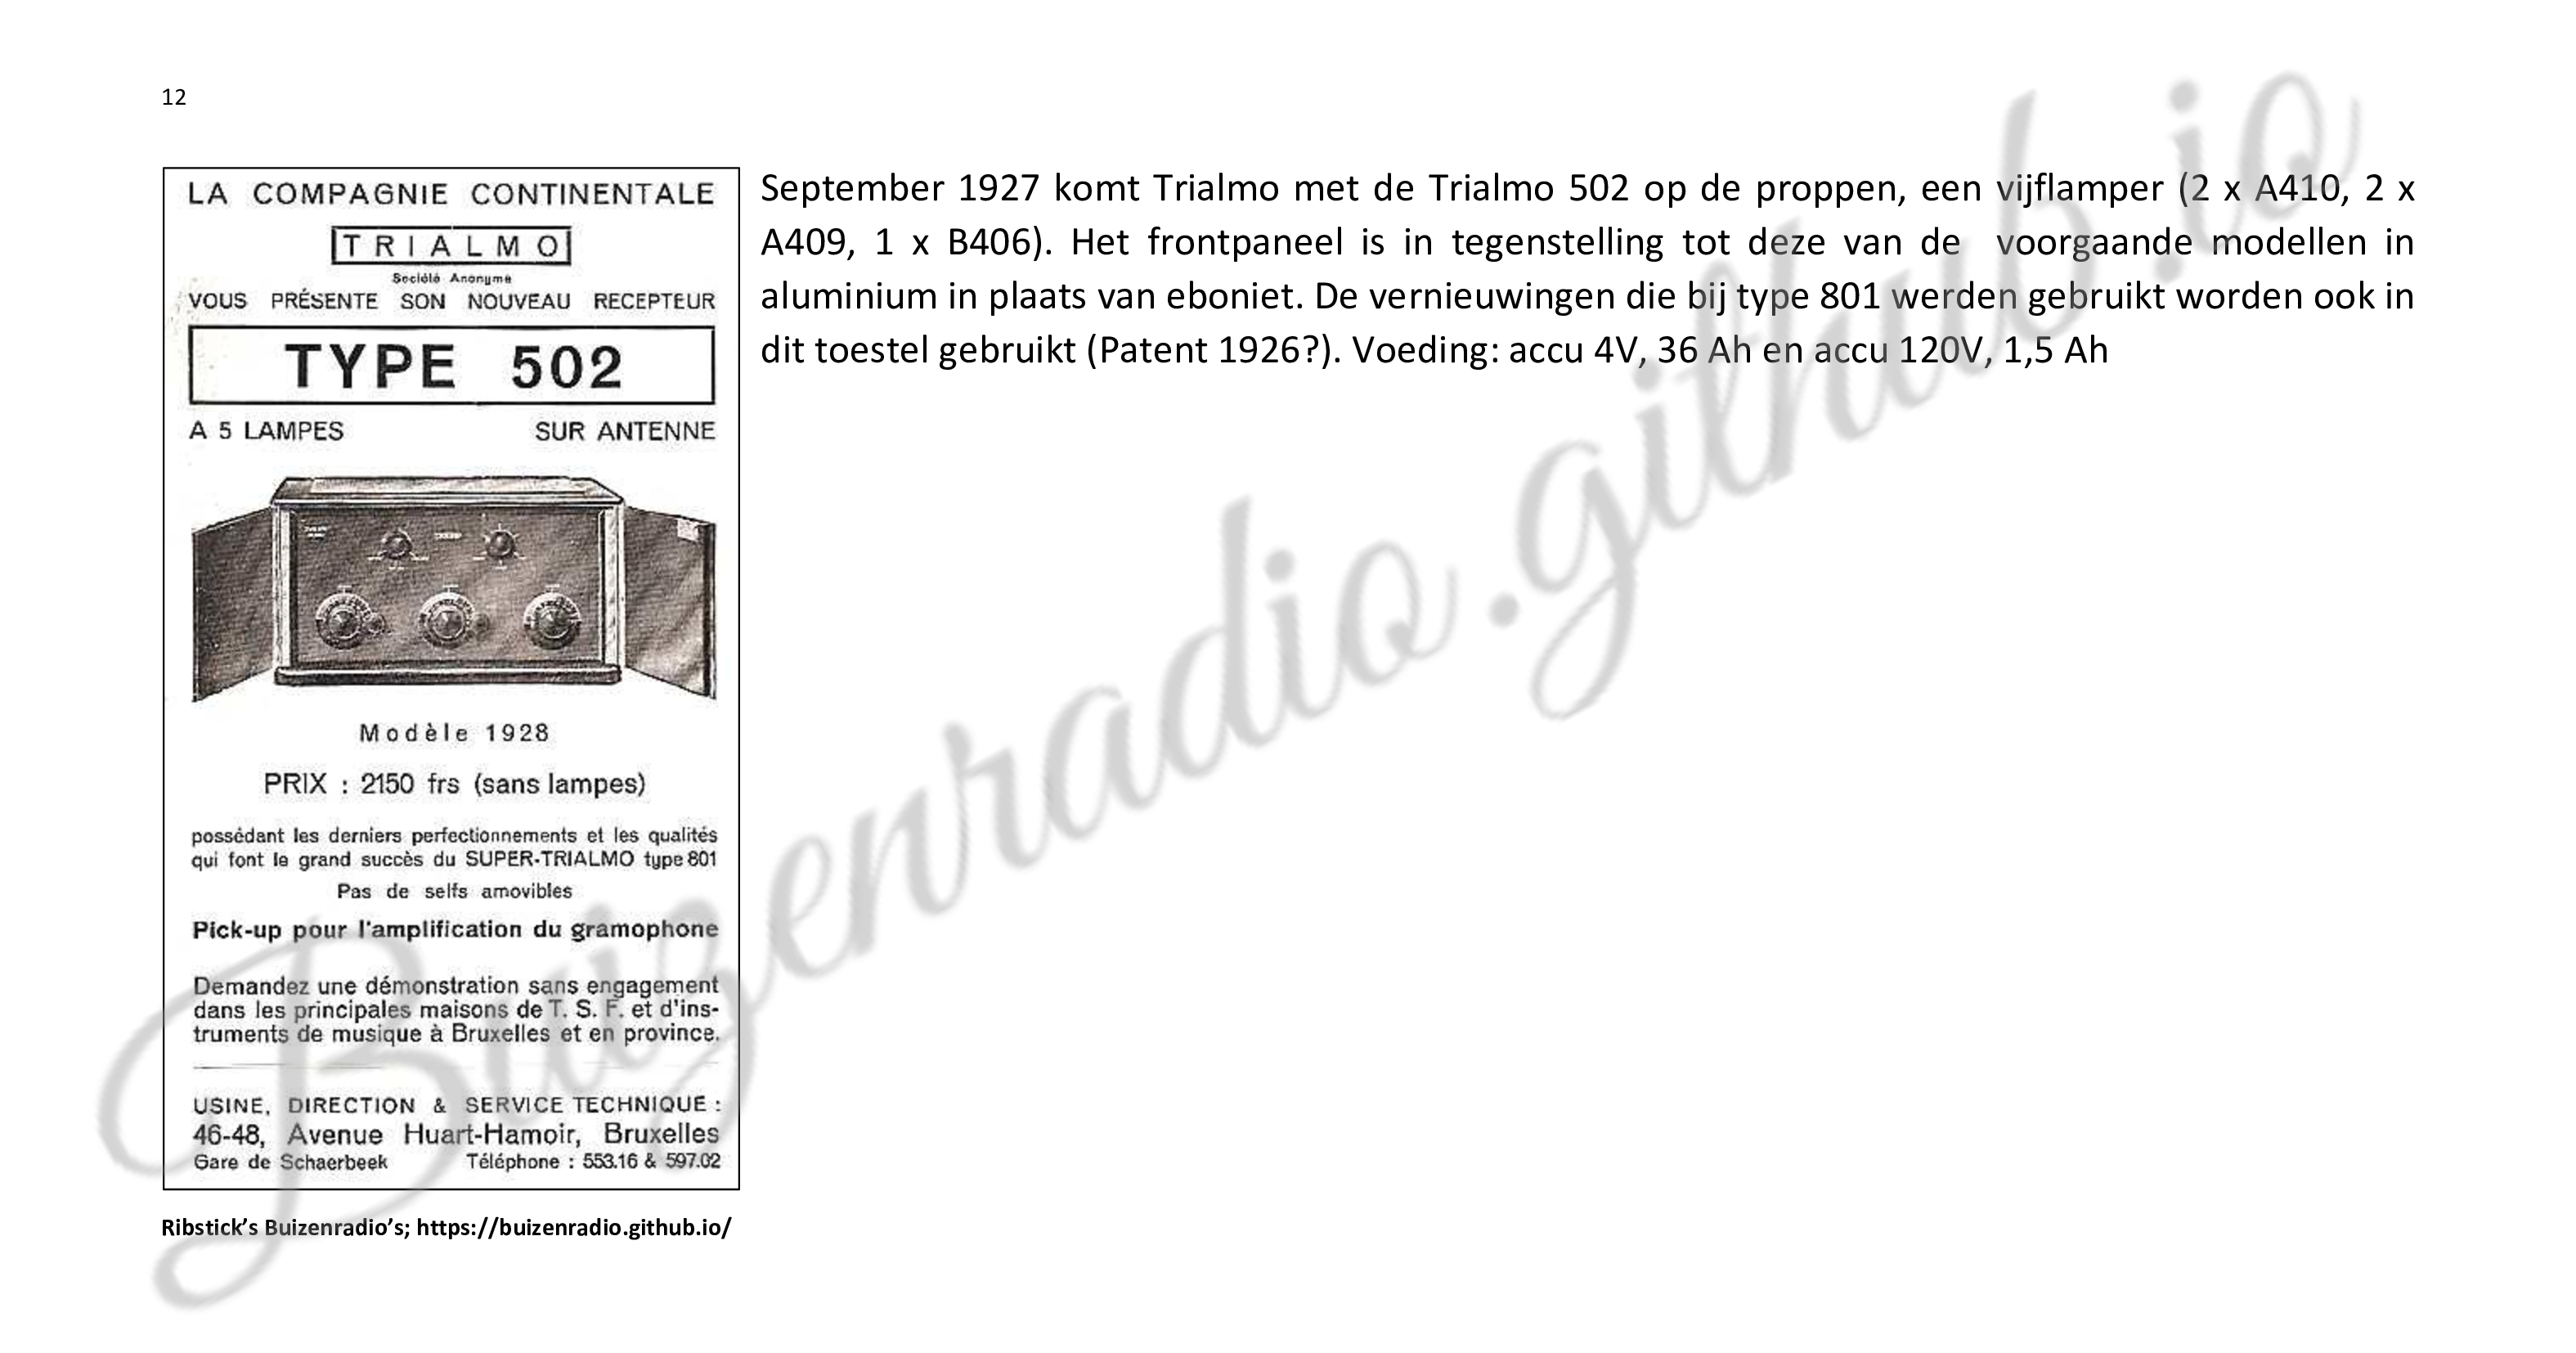 12
LA COMPAGNIE CONTINENTALE
TRIALMO
Société Anonyme
VOUS PRÉSENTE SON NOUVEAU RECEPTEUR
TYPE 502
A 5 LAMPES SUR ANTENNE
Modèle 1928
PRIX : 2150 frs (sans lampes)
possédant les derniers perfectionnements et les qualités
qui font le grand succès du SUPER-TRIALMO type 801
Pas de selfs amovibles
Pick-up pour l'amplification du gramophone
Demandez une démonstration sans engagement
dans les principales maisons de T. S. F. et d'ins-
truments de musique à Bruxelles et en province.
USINE, DIRECTION & SERVICE TECHNIQUE :
46-48, Avenue Huart-Hamoir, Bruxelles
Gare de Schaerbeek Téléphone : 553.16 & 597.02
September 1927 komt Trialmo met de Trialmo 502 op de proppen, een vijflamper (2 x A410, 2 x
A409, 1 x B406). Het frontpaneel is in tegenstelling tot deze van de voorgaande modellen in
aluminium in plaats van eboniet. De vernieuwingen die bij type 801 werden gebruikt worden ook in
dit toestel gebruikt (Patent 1926?). Voeding: accu 4V, 36 Ah en accu 120V, 1,5 Ah
Ribstick’s Buizenradio’s; https://buizenradio.github.io/
Buizenradio.github.io